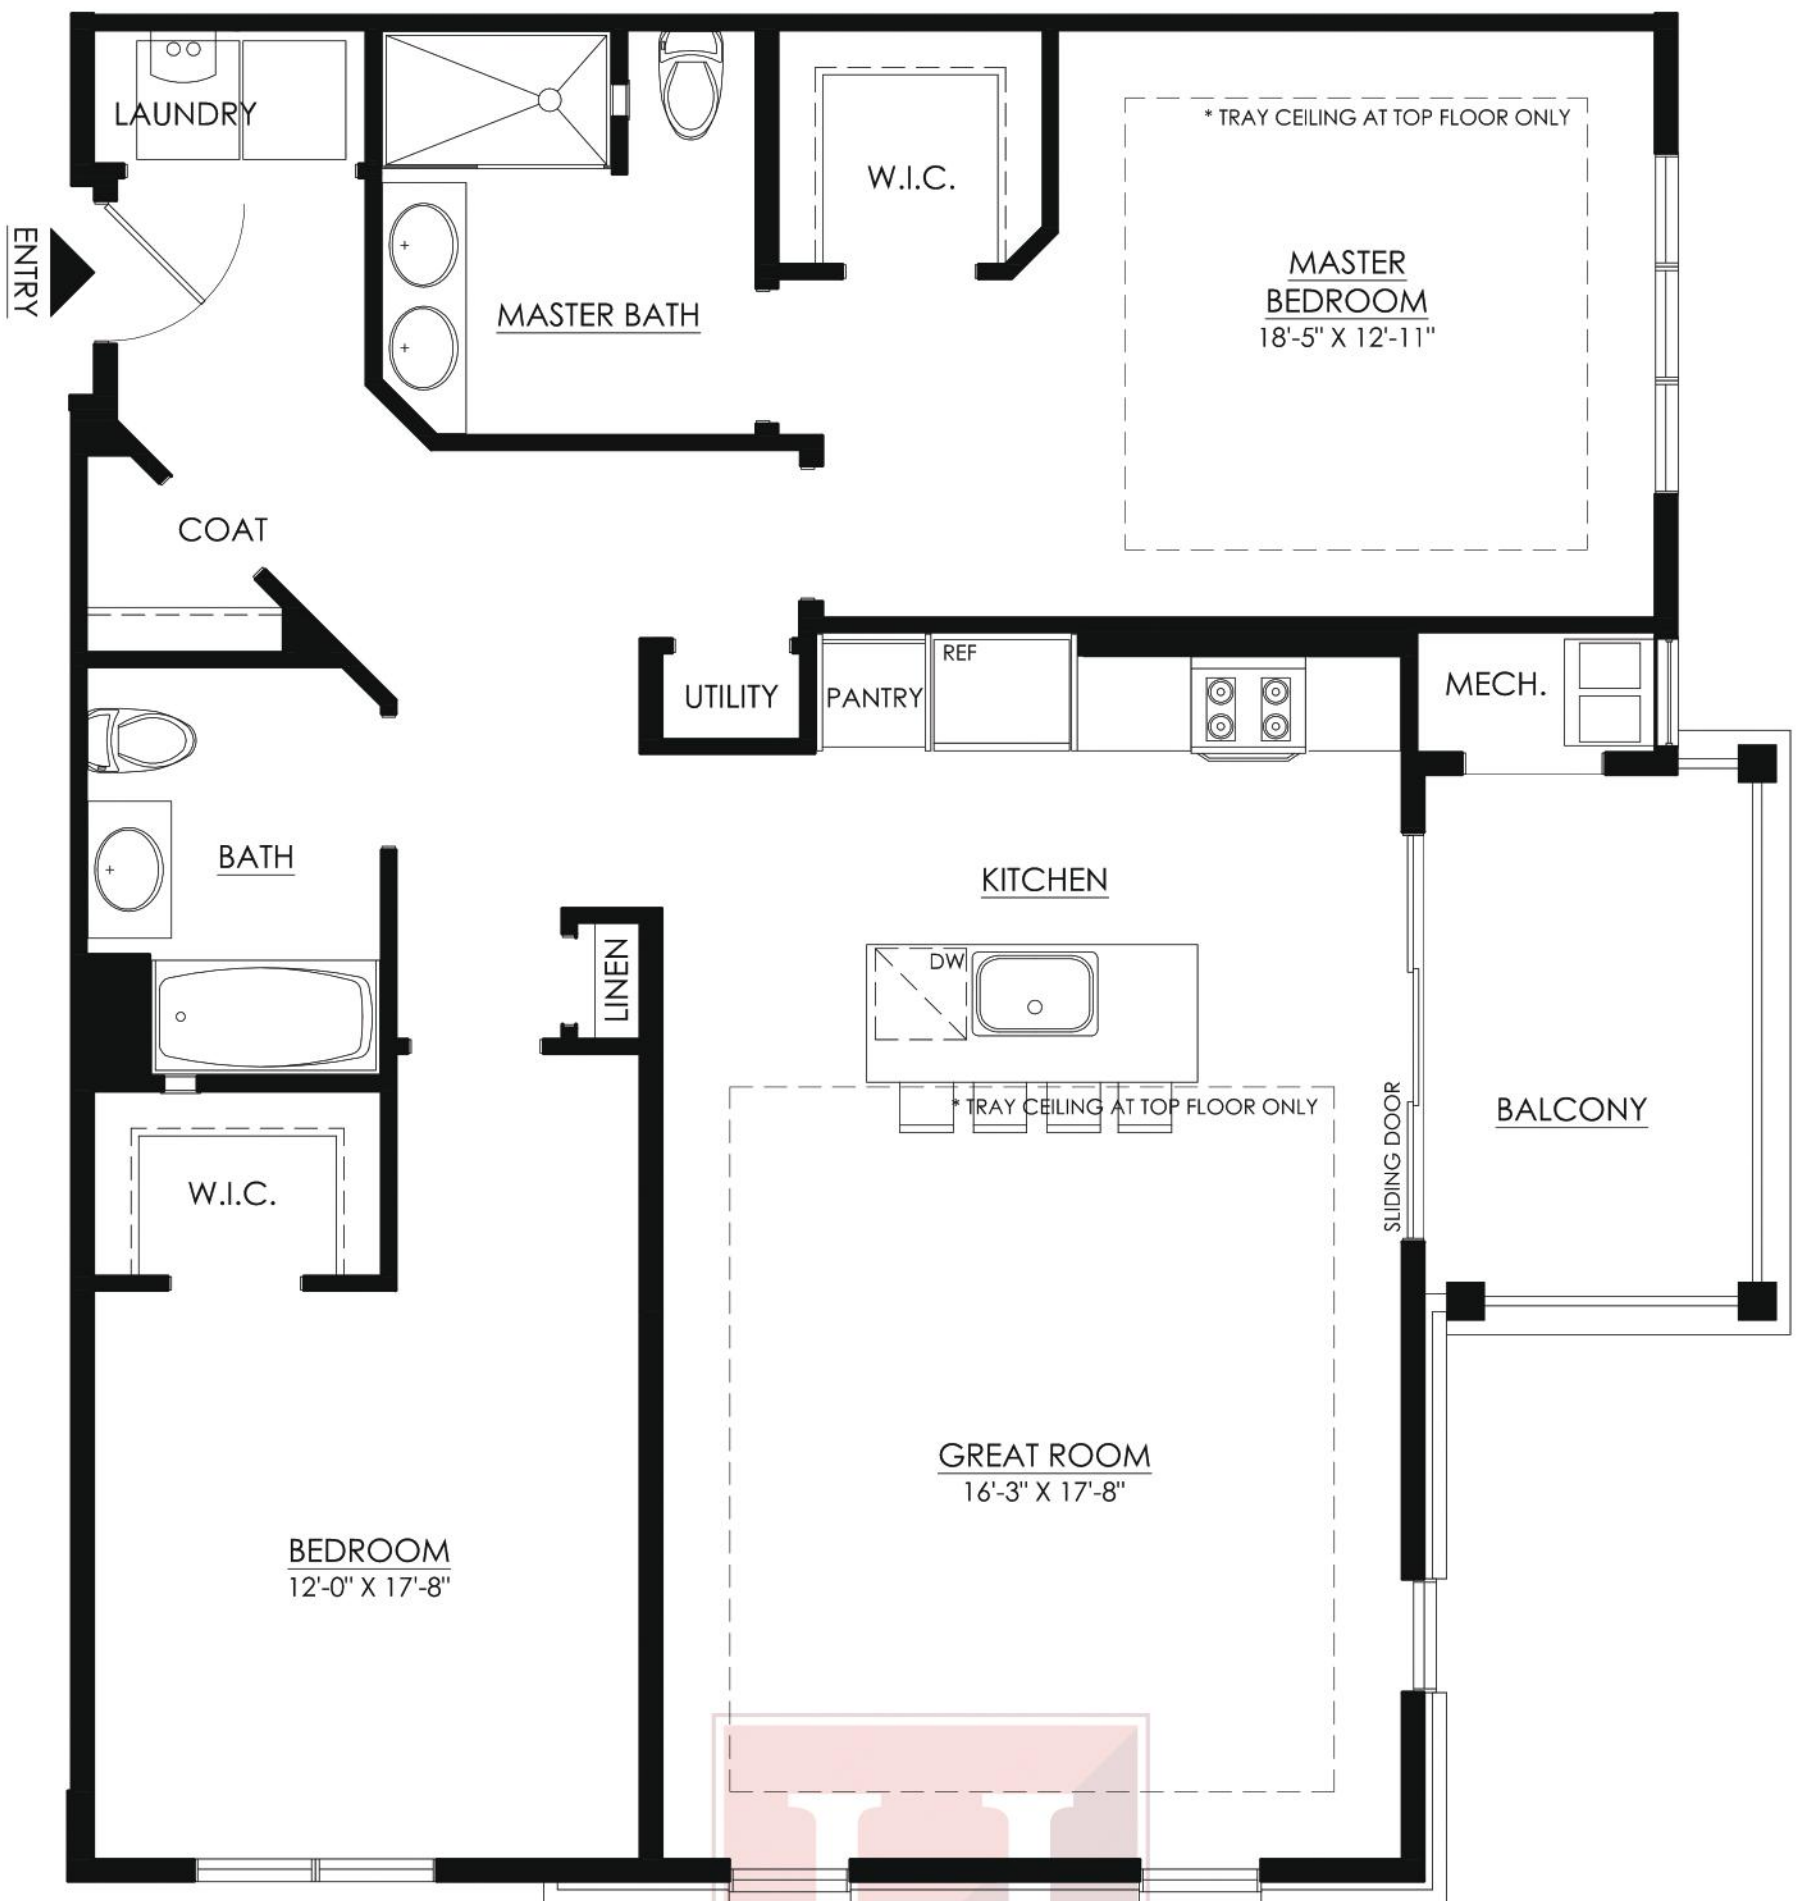 LAUNDRY
* TRAY CEILING AT TOP FLOOR ONLY
W.I.C.
ENTRY
MASTER BATH
MASTER
BEDROOM
18'-5" X 12'-11"
COAT
UTILITY
PANTRY
REF
MECH.
BATH
KITCHEN
LINEN
DW
* TRAY CEILING AT TOP FLOOR ONLY
SLIDING DOOR
BALCONY
W.I.C.
GREAT ROOM
16'-3" X 17'-8"
BEDROOM
12'-0" X 17'-8"